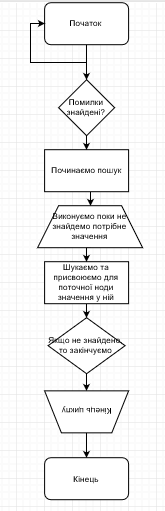 Початок
Помилки
знайдені?
Починаємо пошук
Виконуємо поки не
знайдемо потрібне
значення
Шукаємо та
присвоюємо для
поточної ноди
значення у ній
Якщо не знайдено,
то закінчуємо
Кінець циклу
Кінець